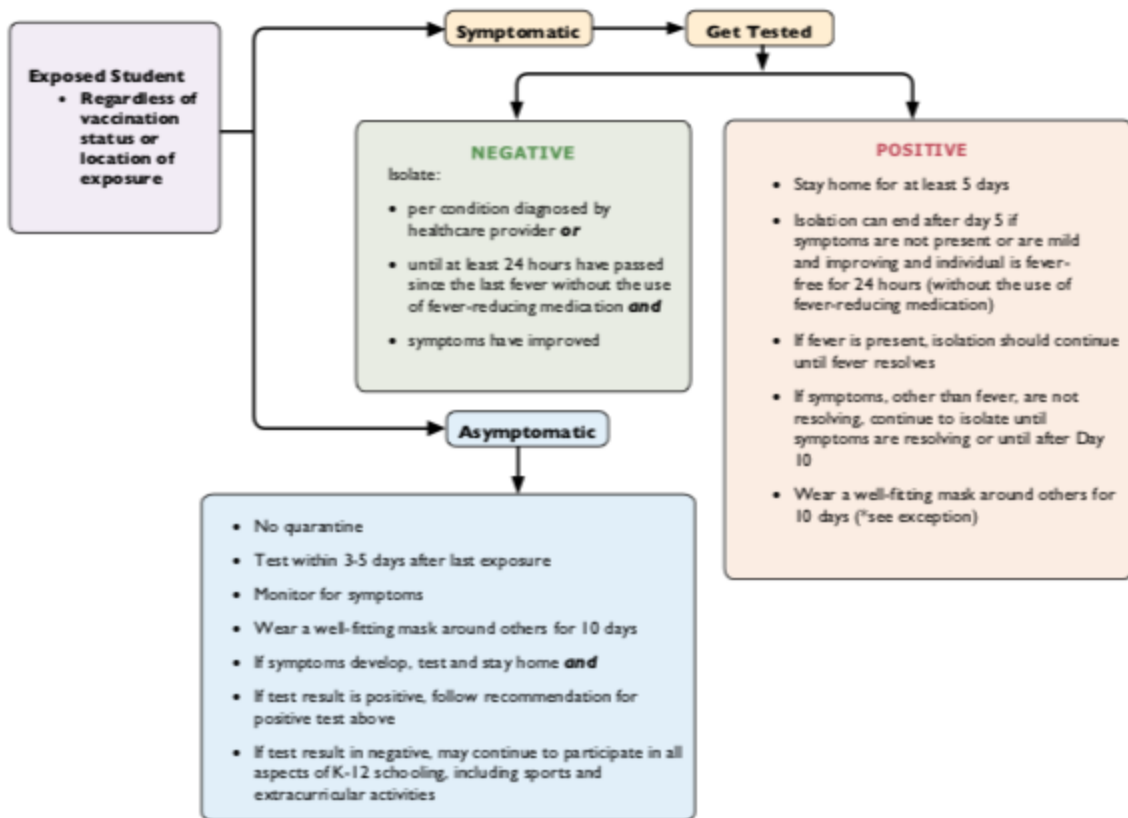 Symptomatic
Get Tested
Exposed Student
• Regardless of
vaccination
status or
location of
exposure
NEGATIVE
Isolate:
• per condition diagnosed by
healthcare provider or
• until at least 24 hours have passed
since the last fever without the use
of fever-reducing medication and
• symptoms have improved
POSITIVE
• Stay home for at least 5 days
• Isolation can end after day 5 if
symptoms are not present or are mild
and improving and individual is fever-
free for 24 hours (without the use of
fever-reducing medication)
• If fever is present, isolation should continue
until fever resolves
• If symptoms, other than fever, are not
resolving, continue to isolate until
symptoms are resolving or until after Day
10
• Wear a well-fitting mask around others for
10 days (*see exception)
Asymptomatic
• No quarantine
• Test within 3-5 days after last exposure
• Monitor for symptoms
• Wear a well-fitting mask around others for 10 days
• If symptoms develop, test and stay home and
• If test result is positive, follow recommendation for
positive test above
• If test result in negative, may continue to participate in all
aspects of K-12 schooling, including sports and
extracurricular activities